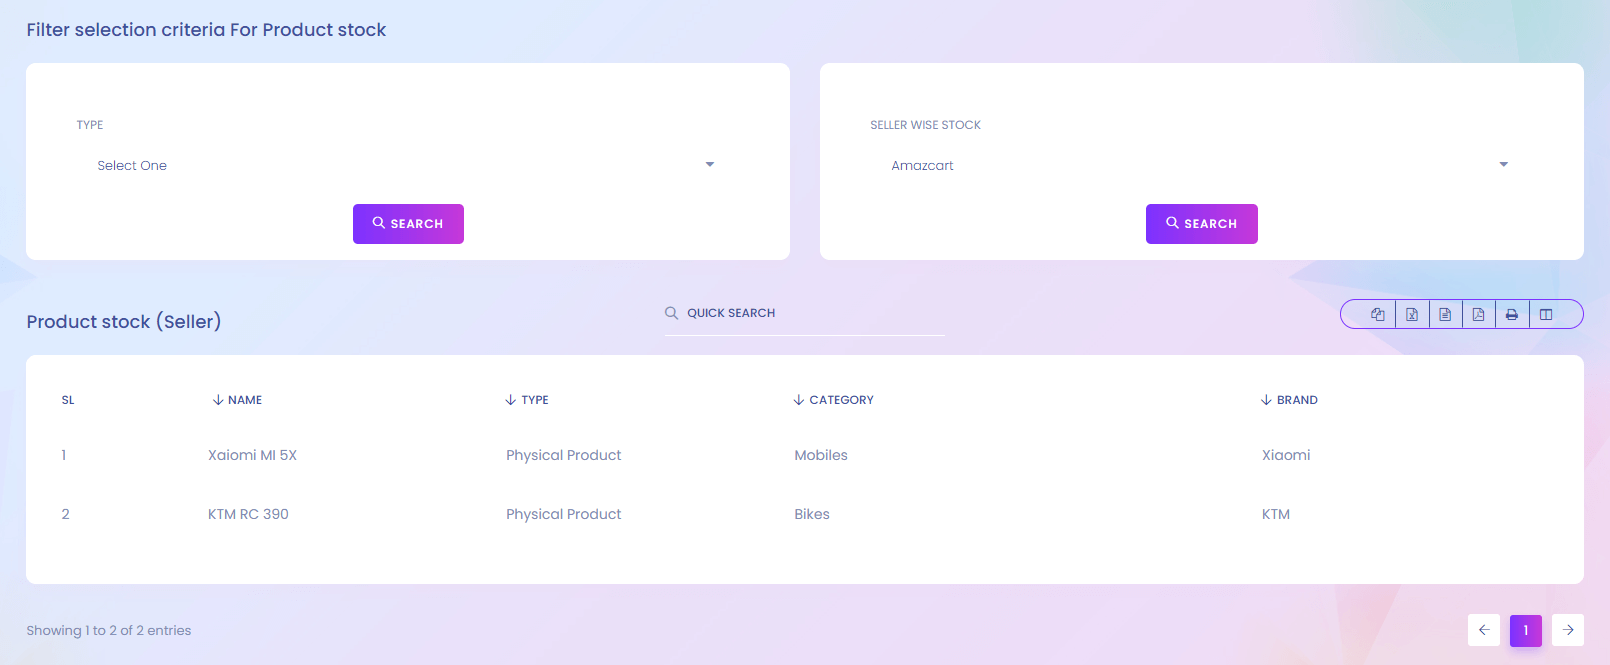 Filter selection criteria For Product stock
TYPE
Select One
SEARCH
SELLER WISE STOCK
Amazcart
SEARCH
Product stock (Seller)
QUICK SEARCH
SL NAME TYPE CATEGORY BRAND
1 Xaiomi MI 5X Physical Product Mobiles Xiaomi
2 KTM RC 390 Physical Product Bikes KTM
Showing 1 to 2 of 2 entries
1